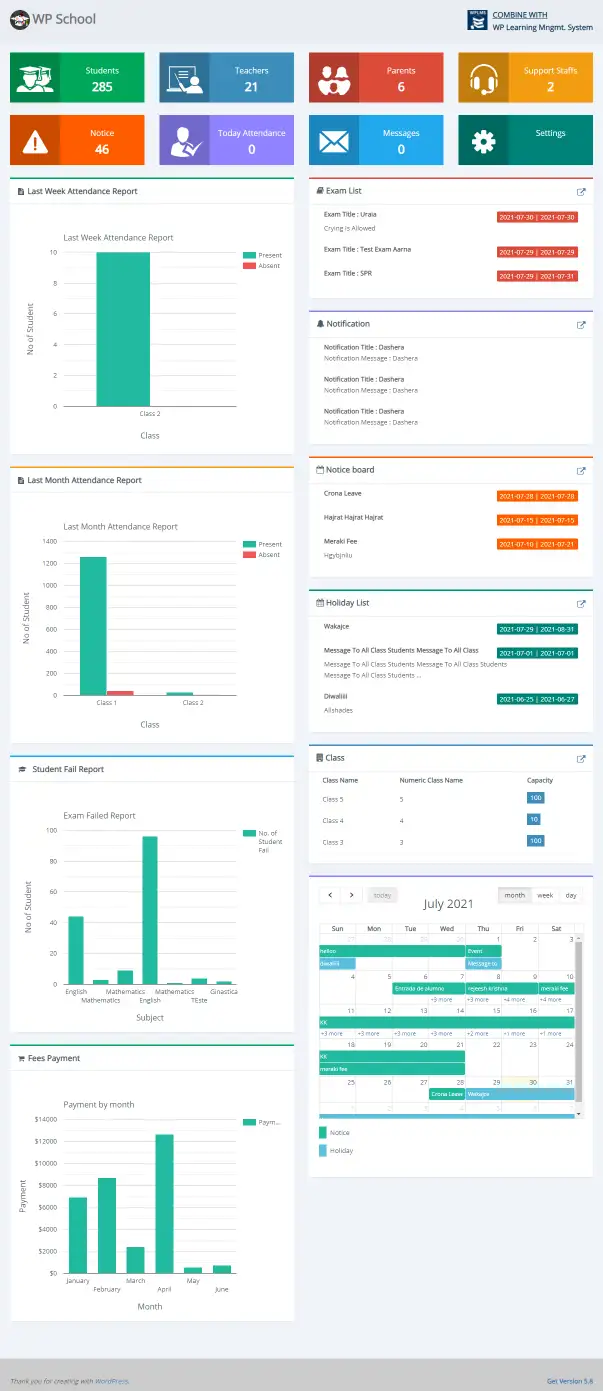 WP School
COMBINE WITH
WP Learning Mngmt. System
Students
285
Teachers
21
Parents
6
Support Staffs
2
Notice
46
Today Attendance
0
Messages
0
Settings
Last Week Attendance Report
Last Week Attendance Report
Present
Absent
10
8
6
4
2
0
No of Student
Class 2
Class
Last Month Attendance Report
Last Month Attendance Report
Present
Absent
1400
1200
1000
800
600
400
200
0
No of Student
Class 1
Class 2
Class
Student Fail Report
Exam Failed Report
No. of
Student
Fail
100
80
60
40
20
0
No of Student
English
Mathematics
Mathematics
English
Mathematics
TEste
Ginastica
Subject
Fees Payment
Payment by month
Paym...
$14000
$10000
$8000
$6000
$4000
$2000
$0
Payment
January
February
March
April
May
June
Month
Exam List
Exam Title : Uraia
2021-07-30 | 2021-07-30
Crying is Allowed
Exam Title : Test Exam Aarna
2021-07-29 | 2021-07-29
Exam Title : SPR
2021-07-29 | 2021-07-31
Notification
Notification Title : Dashera
Notification Message : Dashera
Notification Title : Dashera
Notification Message : Dashera
Notification Title : Dashera
Notification Message : Dashera
Notice board
Crona Leave
2021-07-28 | 2021-07-28
Hajrat Hajrat Hajrat
2021-07-15 | 2021-07-15
Meraki Fee
2021-07-10 | 2021-07-21
Hgybjnliu
Holiday List
Wakajce
2021-07-29 | 2021-08-31
Message To All Class Students Message To All Class
2021-07-01 | 2021-07-01
Message To All Class Students Message To All Class Students
Message To All Class Students ...
Diwaliiii
2021-06-25 | 2021-06-27
Allshades
Class
Class Name Numeric Class Name Capacity
Class 5 5 100
Class 4 4 10
Class 3 3 100
today
July 2021
month week day
Sun Mon Tue Wed Thu Fri Sat
27 28 29 30 1 2 3
helloo Event
diwaliiii Message to
4 5 6 7 8 9 10
Entrada de alumno rajeesh krishna meraki fee
+3 more +3 more +4 more +4 more
11 12 13 14 15 16 17
KK
+3 more +3 more +3 more +3 more +2 more +1 more +1 more
18 19 20 21 22 23 24
KK
meraki fee
25 26 27 28 29 30 31
Crona Leave Wakajce
1 2 3 4 5 6
Notice
Holiday
Thank you for creating with WordPress.
Get Version 5.8